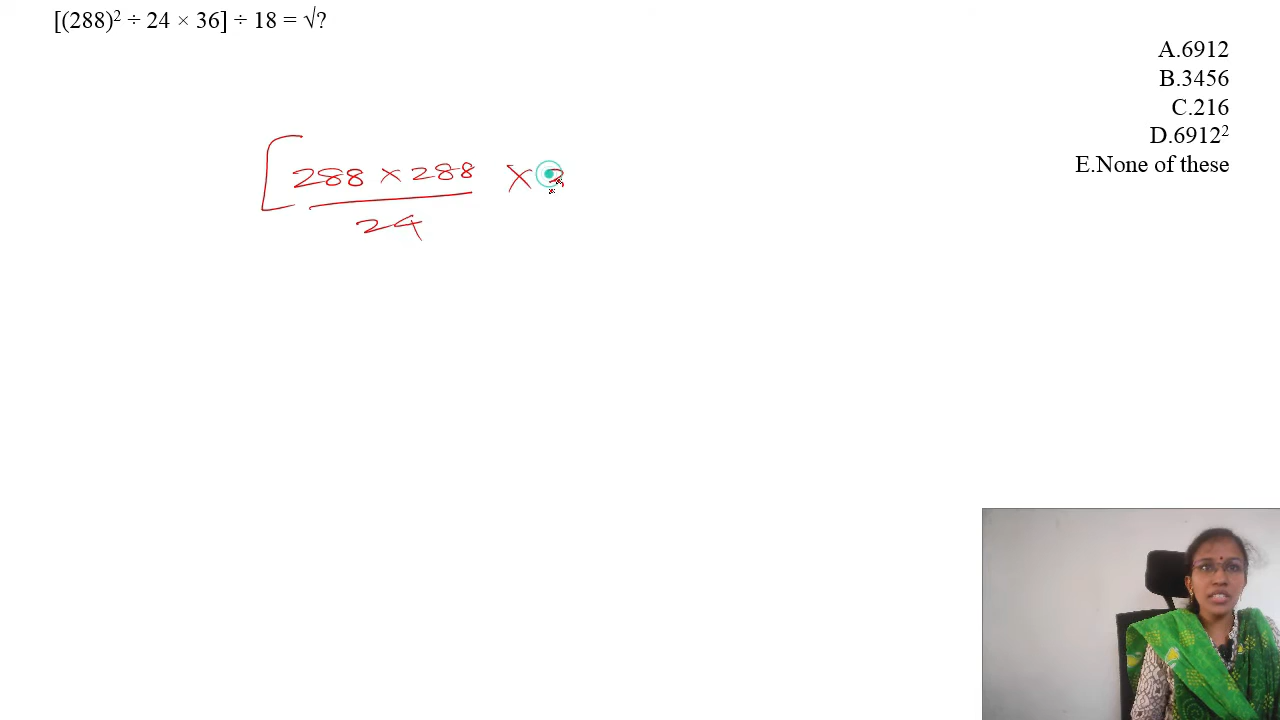 [(288)² ÷ 24 × 36] ÷ 18 = √?
A.6912
B.3456
C.216
D.6912²
E.None of these
[ 288 × 288 ×
24